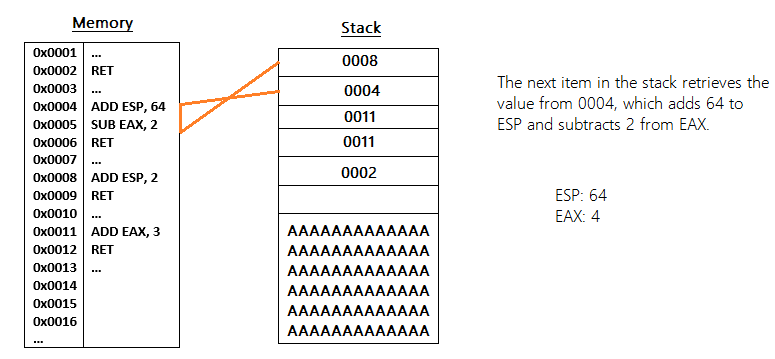 Memory
0x0001 ...
0x0002 RET
0x0003 ...
0x0004 ADD ESP, 64
0x0005 SUB EAX, 2
0x0006 RET
0x0007 ...
0x0008 ADD ESP, 2
0x0009 RET
0x0010 ...
0x0011 ADD EAX, 3
0x0012 RET
0x0013 ...
0x0014
0x0015
0x0016
...
Stack
0008
0004
0011
0011
0002
AAAAAAAAAAAAA
AAAAAAAAAAAAA
AAAAAAAAAAAAA
AAAAAAAAAAAAA
AAAAAAAAAAAAA
AAAAAAAAAAAAA
The next item in the stack retrieves the
value from 0004, which adds 64 to
ESP and subtracts 2 from EAX.
ESP: 64
EAX: 4